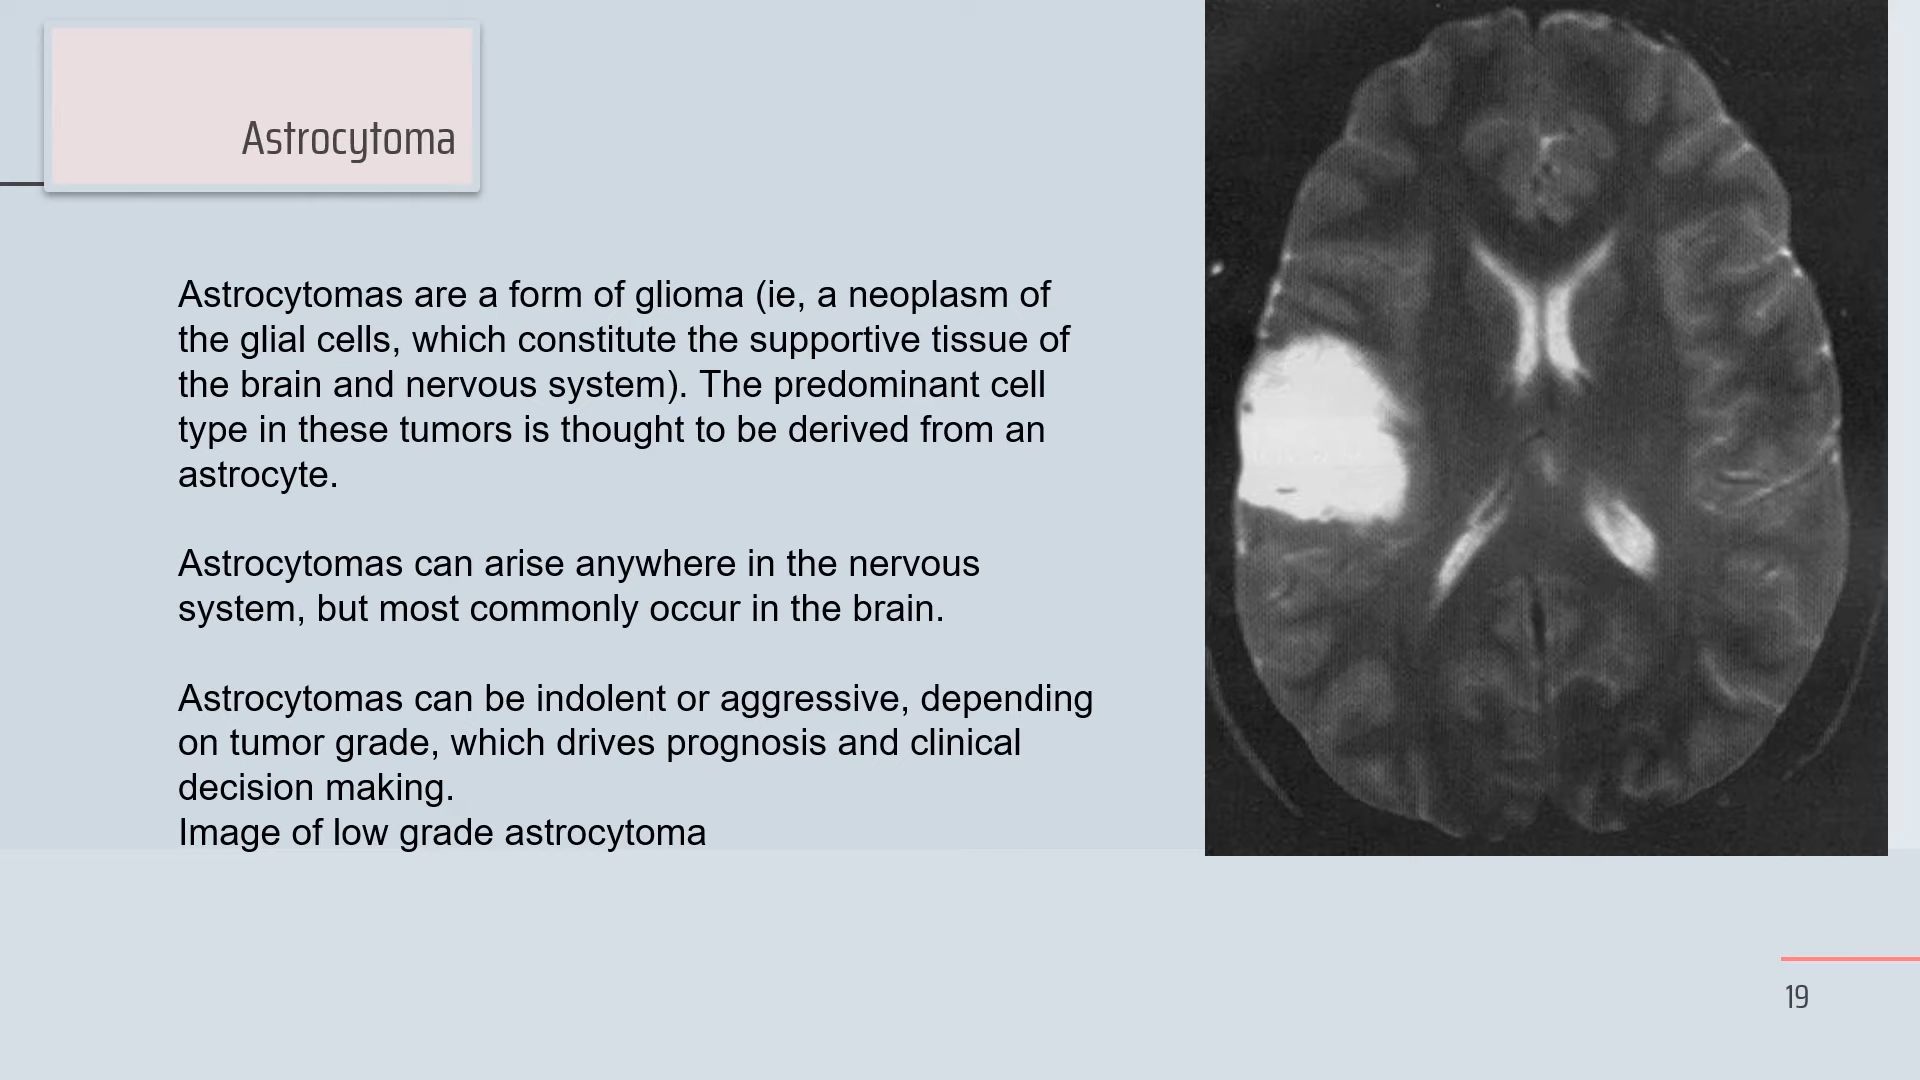 Astrocytoma
Astrocytomas are a form of glioma (ie, a neoplasm of
the glial cells, which constitute the supportive tissue of
the brain and nervous system). The predominant cell
type in these tumors is thought to be derived from an
astrocyte.
Astrocytomas can arise anywhere in the nervous
system, but most commonly occur in the brain.
Astrocytomas can be indolent or aggressive, depending
on tumor grade, which drives prognosis and clinical
decision making.
Image of low grade astrocytoma
19